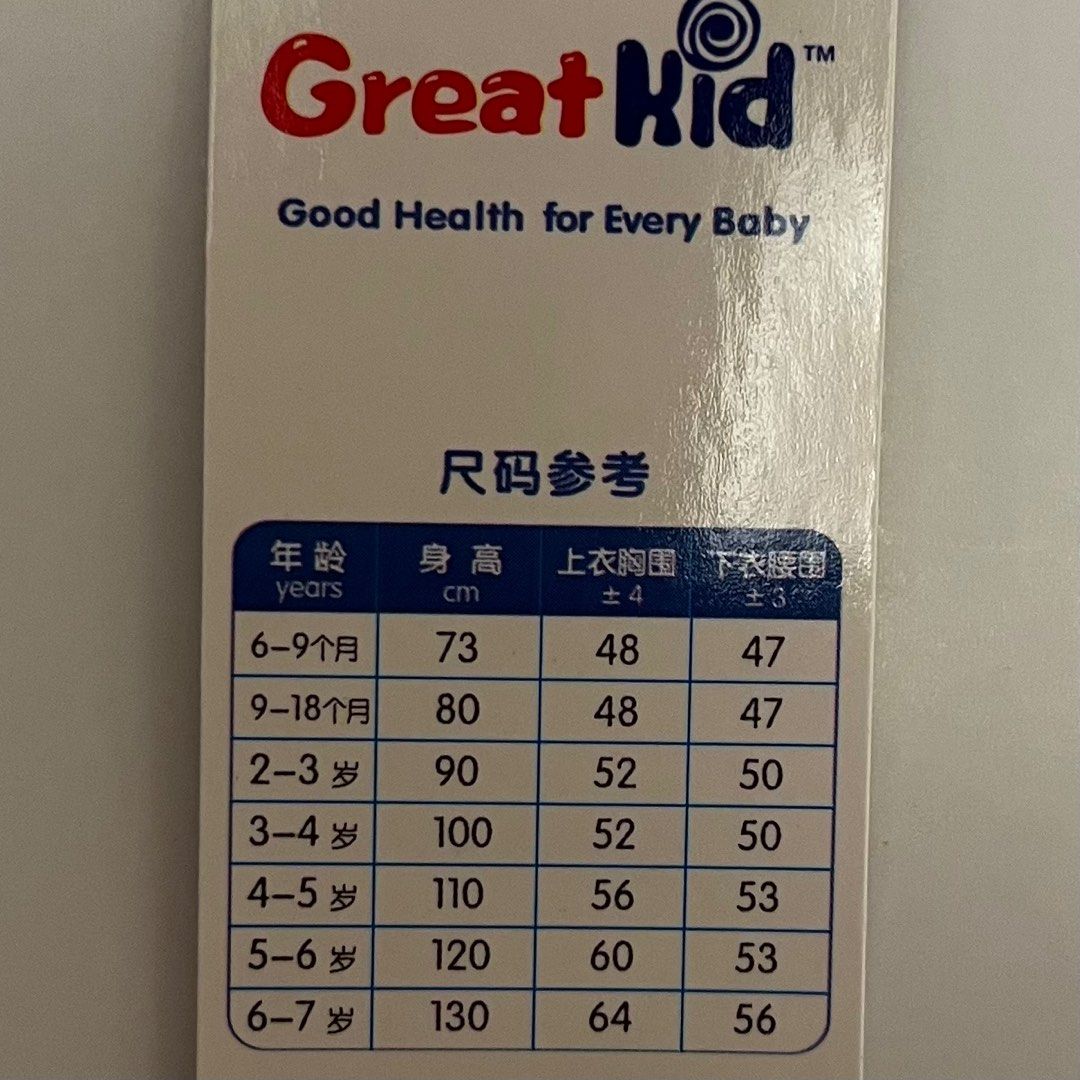 GreatKid™
Good Health for Every Baby
尺码参考
年龄 身高 上衣胸围 下衣腰围
years cm ±4 ±3
6–9个月 73 48 47
9–18个月 80 48 47
2–3岁 90 52 50
3–4岁 100 52 50
4–5岁 110 56 53
5–6岁 120 60 53
6–7岁 130 64 56